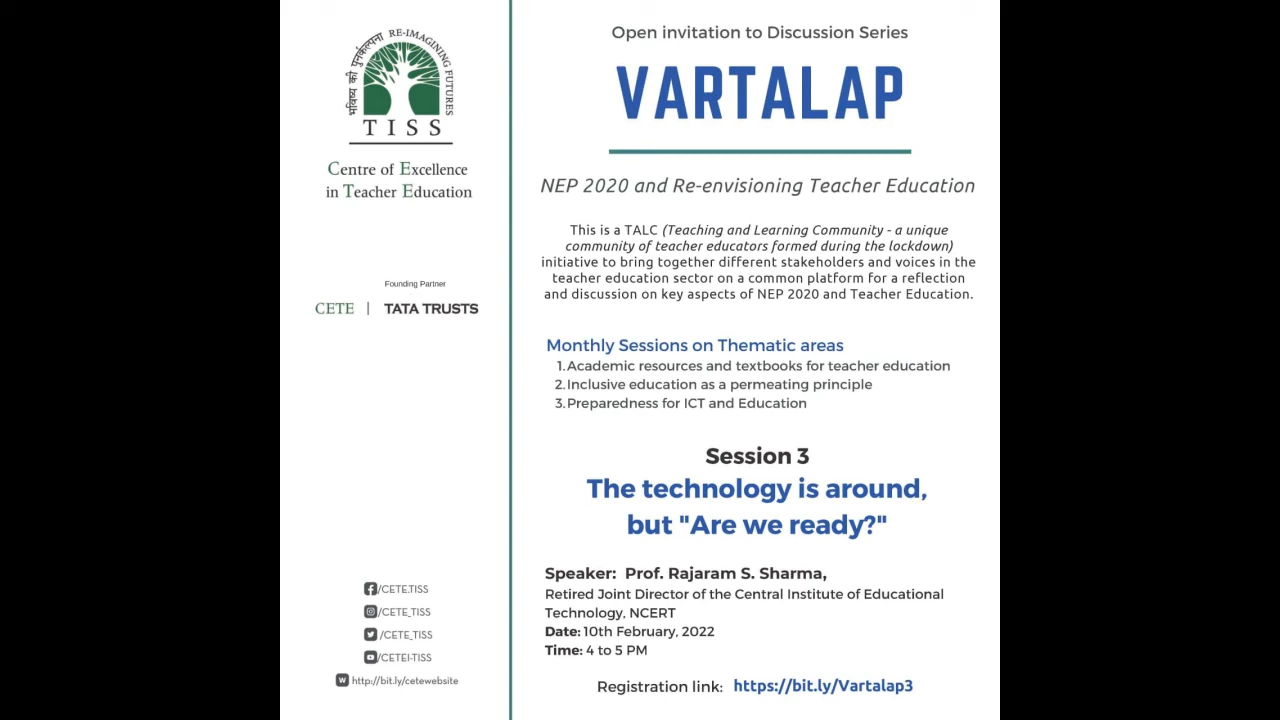 भविष्य की पुनर्कल्पना RE-IMAGINING FUTURES
TISS
Centre of Excellence
in Teacher Education
Founding Partner
CETE | TATA TRUSTS
/CETE.TISS
/CETE_TISS
/CETE_TISS
/CETEI-TISS
http://bit.ly/cetewebsite
Open invitation to Discussion Series
VARTALAP
NEP 2020 and Re-envisioning Teacher Education
This is a TALC (Teaching and Learning Community - a unique
community of teacher educators formed during the lockdown)
initiative to bring together different stakeholders and voices in the
teacher education sector on a common platform for a reflection
and discussion on key aspects of NEP 2020 and Teacher Education.
Monthly Sessions on Thematic areas
1.Academic resources and textbooks for teacher education
2.Inclusive education as a permeating principle
3.Preparedness for ICT and Education
Session 3
The technology is around,
but "Are we ready?"
Speaker: Prof. Rajaram S. Sharma,
Retired Joint Director of the Central Institute of Educational
Technology, NCERT
Date: 10th February, 2022
Time: 4 to 5 PM
Registration link: https://bit.ly/Vartalap3